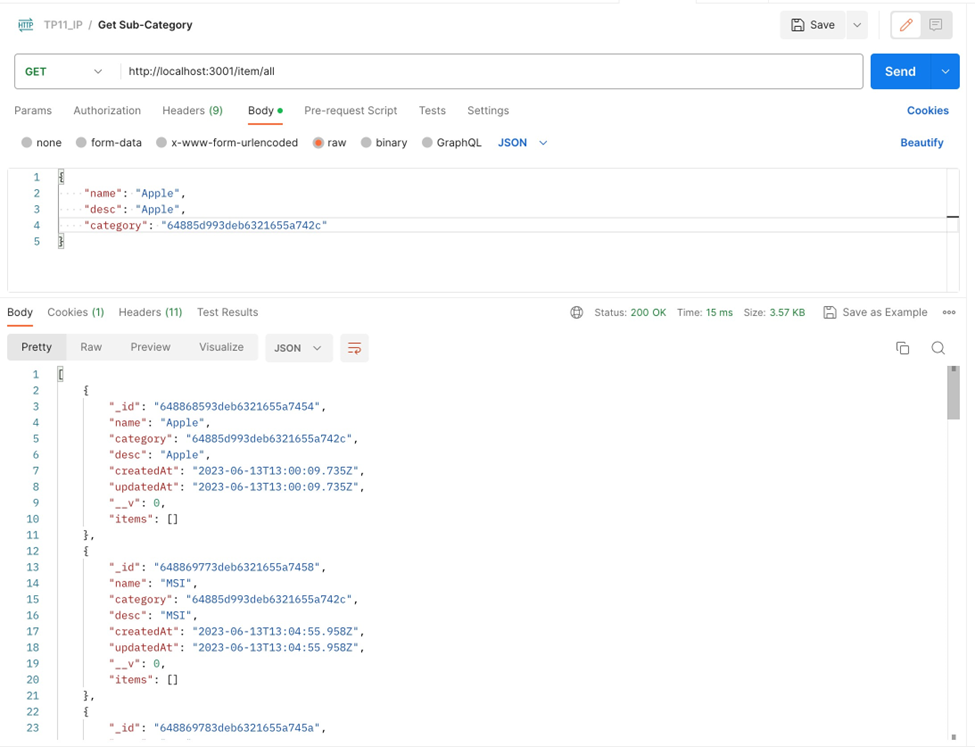 HTTP TP11_IP / Get Sub-Category Save
GET http://localhost:3001/item/all Send
Params Authorization Headers (9) Body Pre-request Script Tests Settings Cookies
none form-data x-www-form-urlencoded raw binary GraphQL JSON Beautify
1 {
2 "name": "Apple",
3 "desc": "Apple",
4 "category": "64885d993deb6321655a742c"
5 }
Body Cookies (1) Headers (11) Test Results Status: 200 OK Time: 15 ms Size: 3.57 KB Save as Example
Pretty Raw Preview Visualize JSON
1 [
2 {
3 "_id": "648868593deb6321655a7454",
4 "name": "Apple",
5 "category": "64885d993deb6321655a742c",
6 "desc": "Apple",
7 "createdAt": "2023-06-13T13:00:09.735Z",
8 "updatedAt": "2023-06-13T13:00:09.735Z",
9 "__v": 0,
10 "items": []
11 },
12 {
13 "_id": "648869773deb6321655a7458",
14 "name": "MSI",
15 "category": "64885d993deb6321655a742c",
16 "desc": "MSI",
17 "createdAt": "2023-06-13T13:04:55.958Z",
18 "updatedAt": "2023-06-13T13:04:55.958Z",
19 "__v": 0,
20 "items": []
21 },
22 {
23 "_id": "648869783deb6321655a745a",